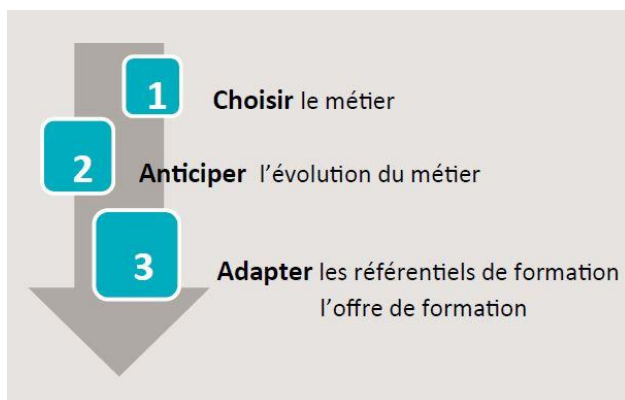 1 Choisir le métier
2 Anticiper l'évolution du métier
3 Adapter les référentiels de formation
l'offre de formation